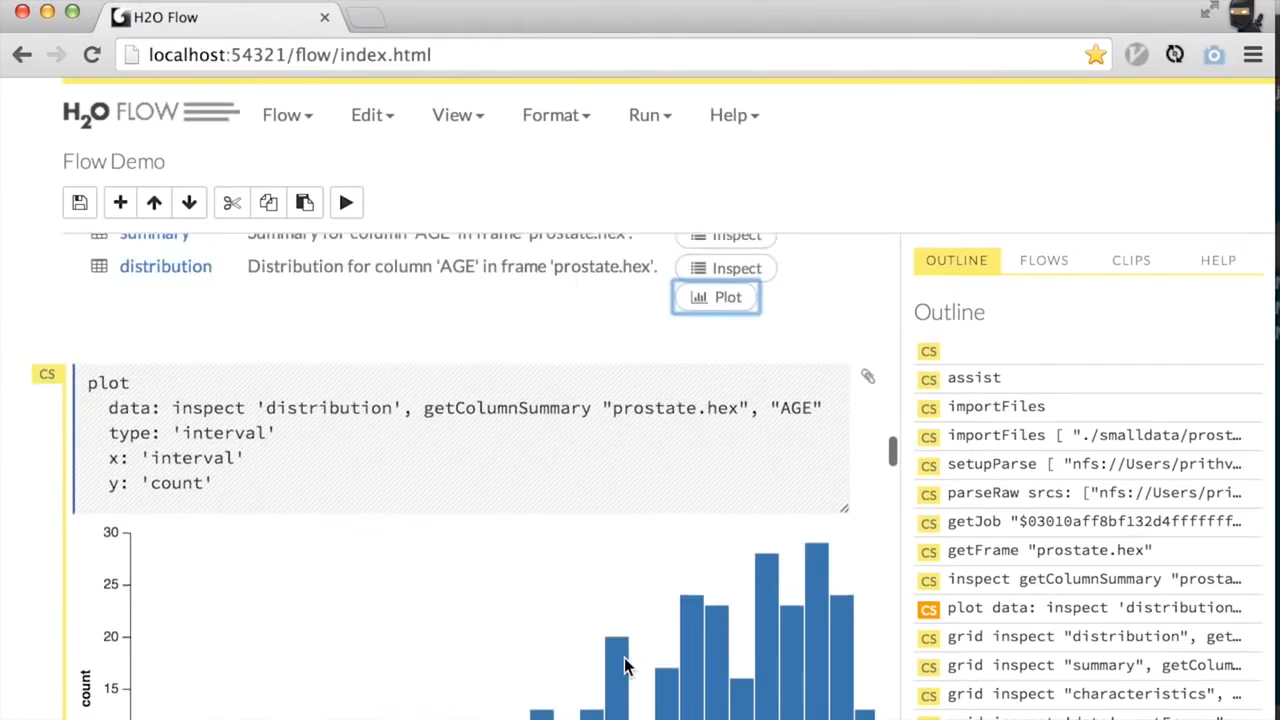 H2O Flow
localhost:54321/flow/index.html
H2O FLOW
Flow Edit View Format Run Help
Flow Demo
summary Summary for column 'AGE' in frame 'prostate.hex'. Inspect
distribution Distribution for column 'AGE' in frame 'prostate.hex'. Inspect
Plot
CS
plot
data: inspect 'distribution', getColumnSummary "prostate.hex", "AGE"
type: 'interval'
x: 'interval'
y: 'count'
30
25
20
15
count
OUTLINE FLOWS CLIPS HELP
Outline
CS
CS assist
CS importFiles
CS importFiles [ "./smalldata/prost…
CS setupParse [ "nfs://Users/prithv…
CS parseRaw srcs: ["nfs://Users/pri…
CS getJob "$03010aff8bf132d4fffffff…
CS getFrame "prostate.hex"
CS inspect getColumnSummary "prosta…
CS plot data: inspect 'distribution…
CS grid inspect "distribution", get…
CS grid inspect "summary", getColum…
CS grid inspect "characteristics", …